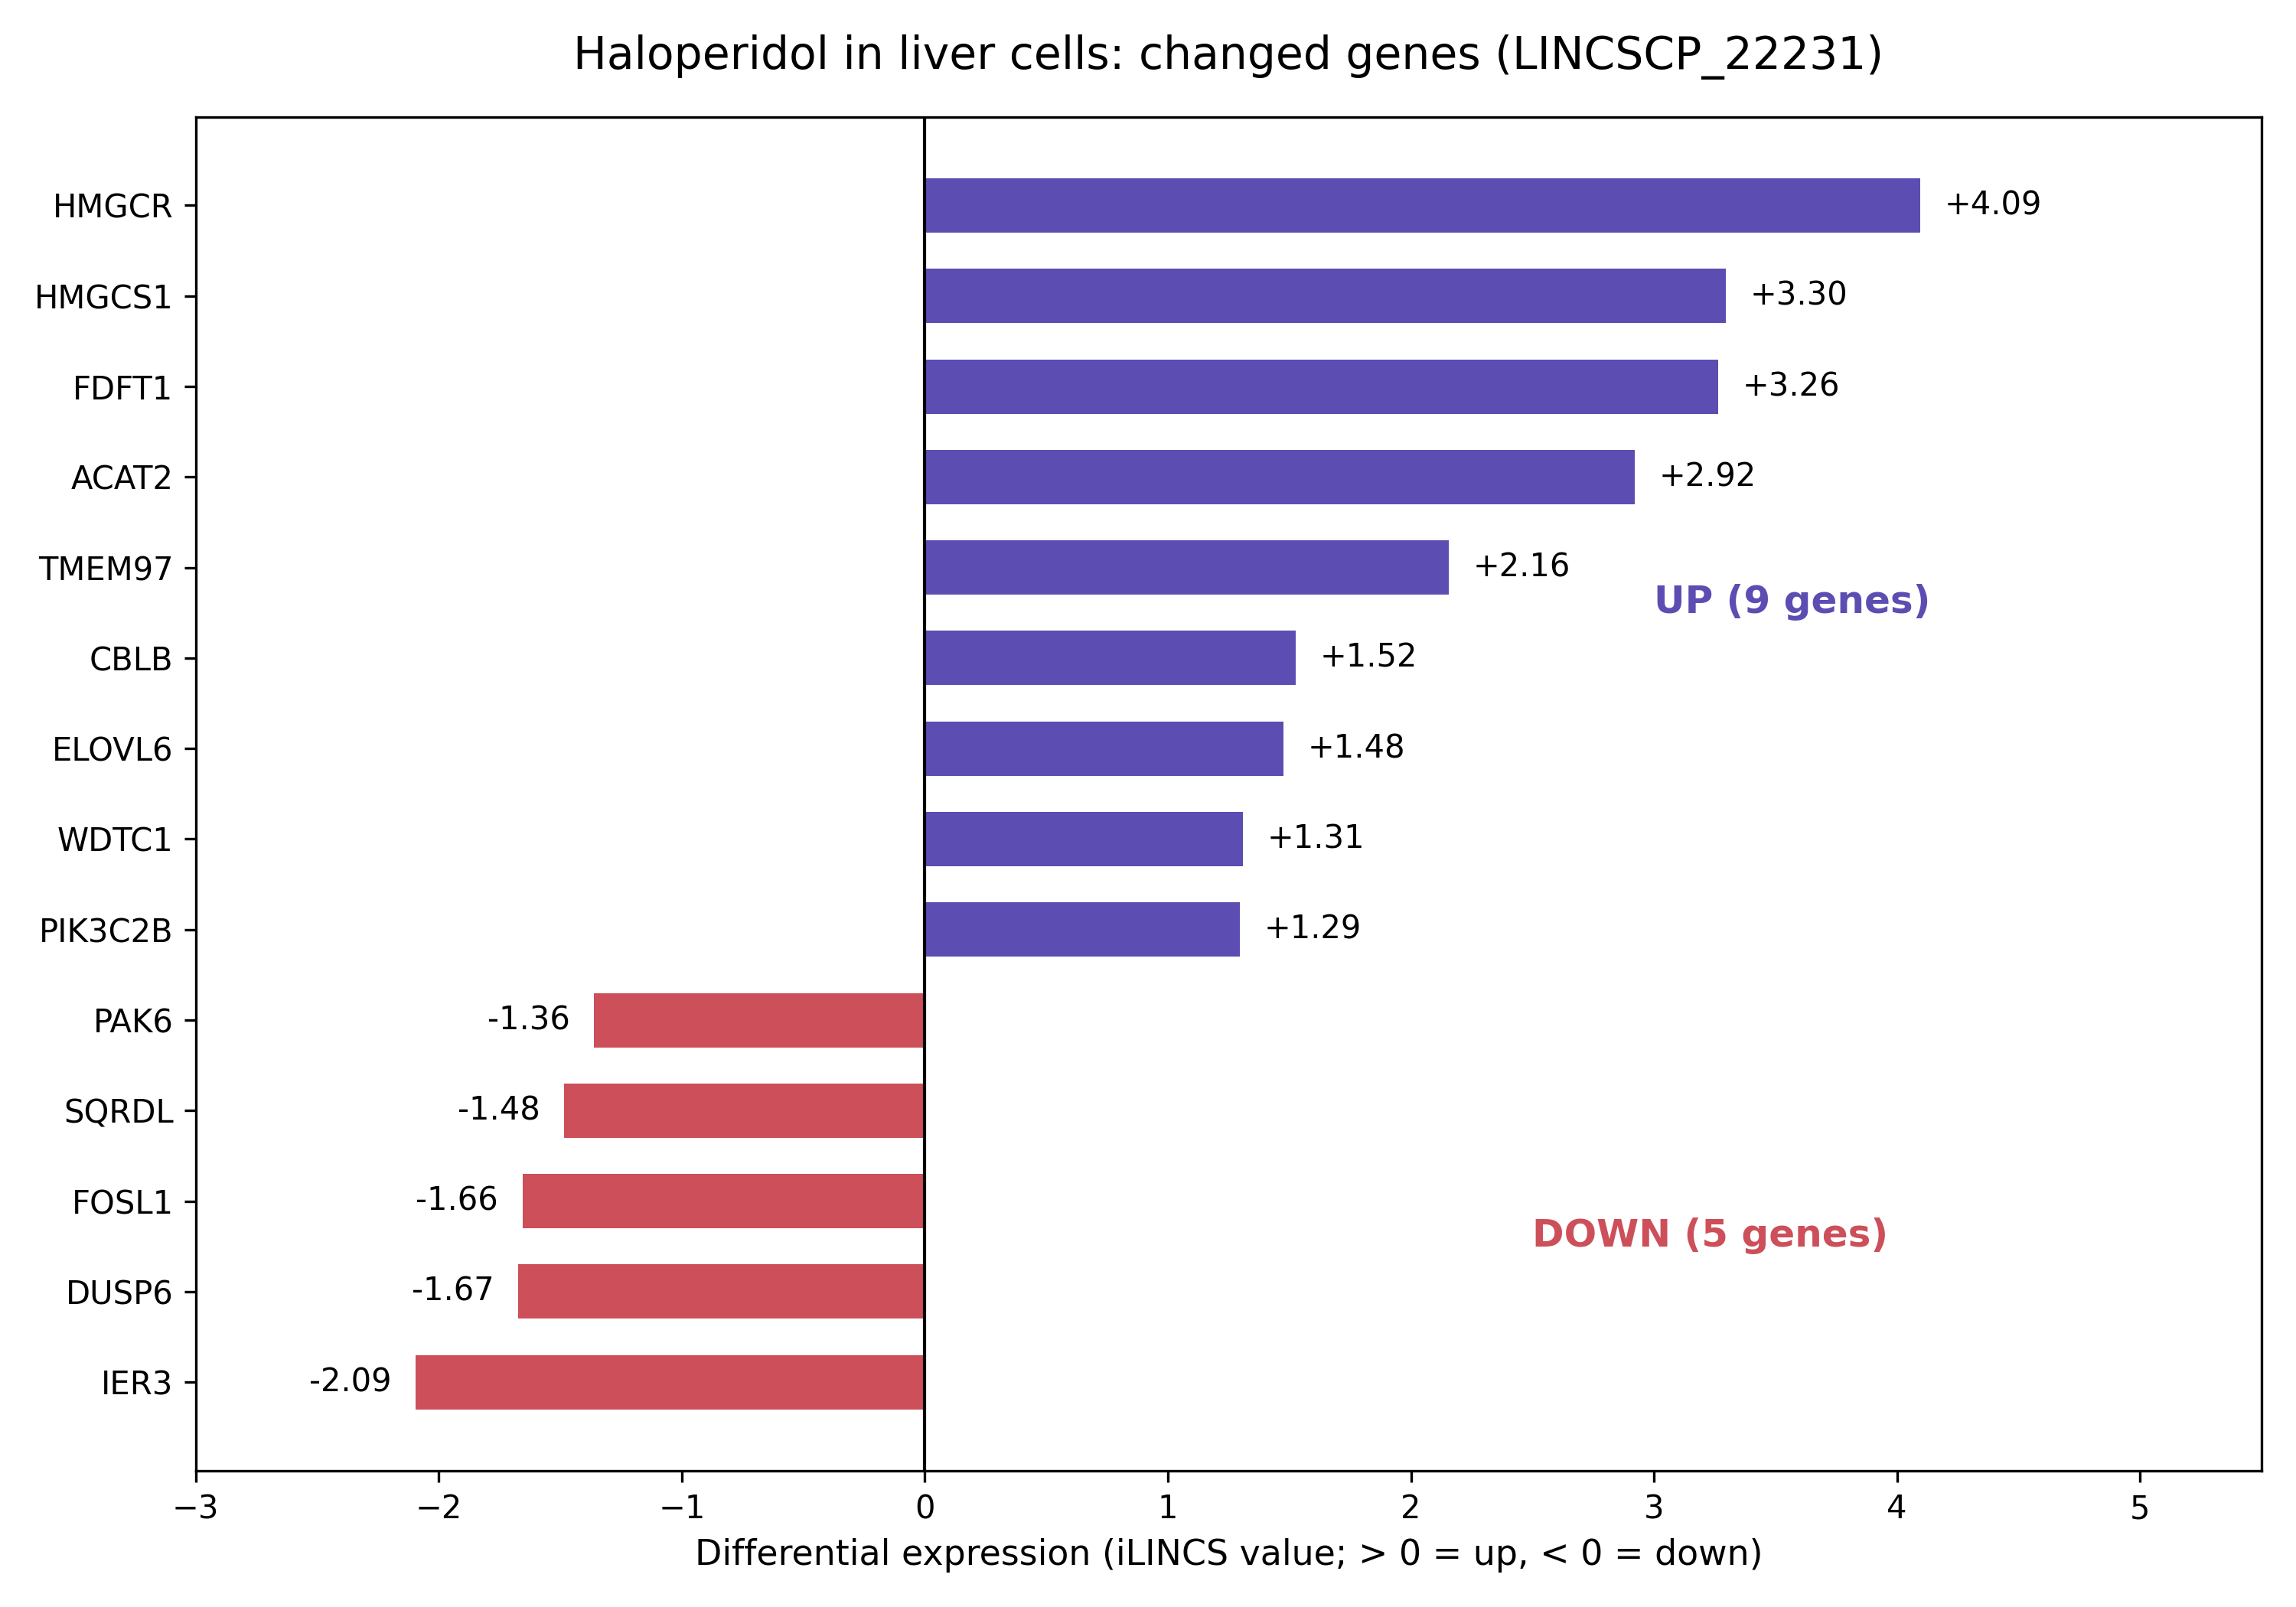 Haloperidol in liver cells: changed genes (LINCSCP_22231)
HMGCR +4.09
HMGCS1 +3.30
FDFT1 +3.26
ACAT2 +2.92
TMEM97 +2.16
UP (9 genes)
CBLB +1.52
ELOVL6 +1.48
WDTC1 +1.31
PIK3C2B +1.29
PAK6 -1.36
SQRDL -1.48
FOSL1 -1.66
DOWN (5 genes)
DUSP6 -1.67
IER3 -2.09
−3 −2 −1 0 1 2 3 4 5
Differential expression (iLINCS value; > 0 = up, < 0 = down)